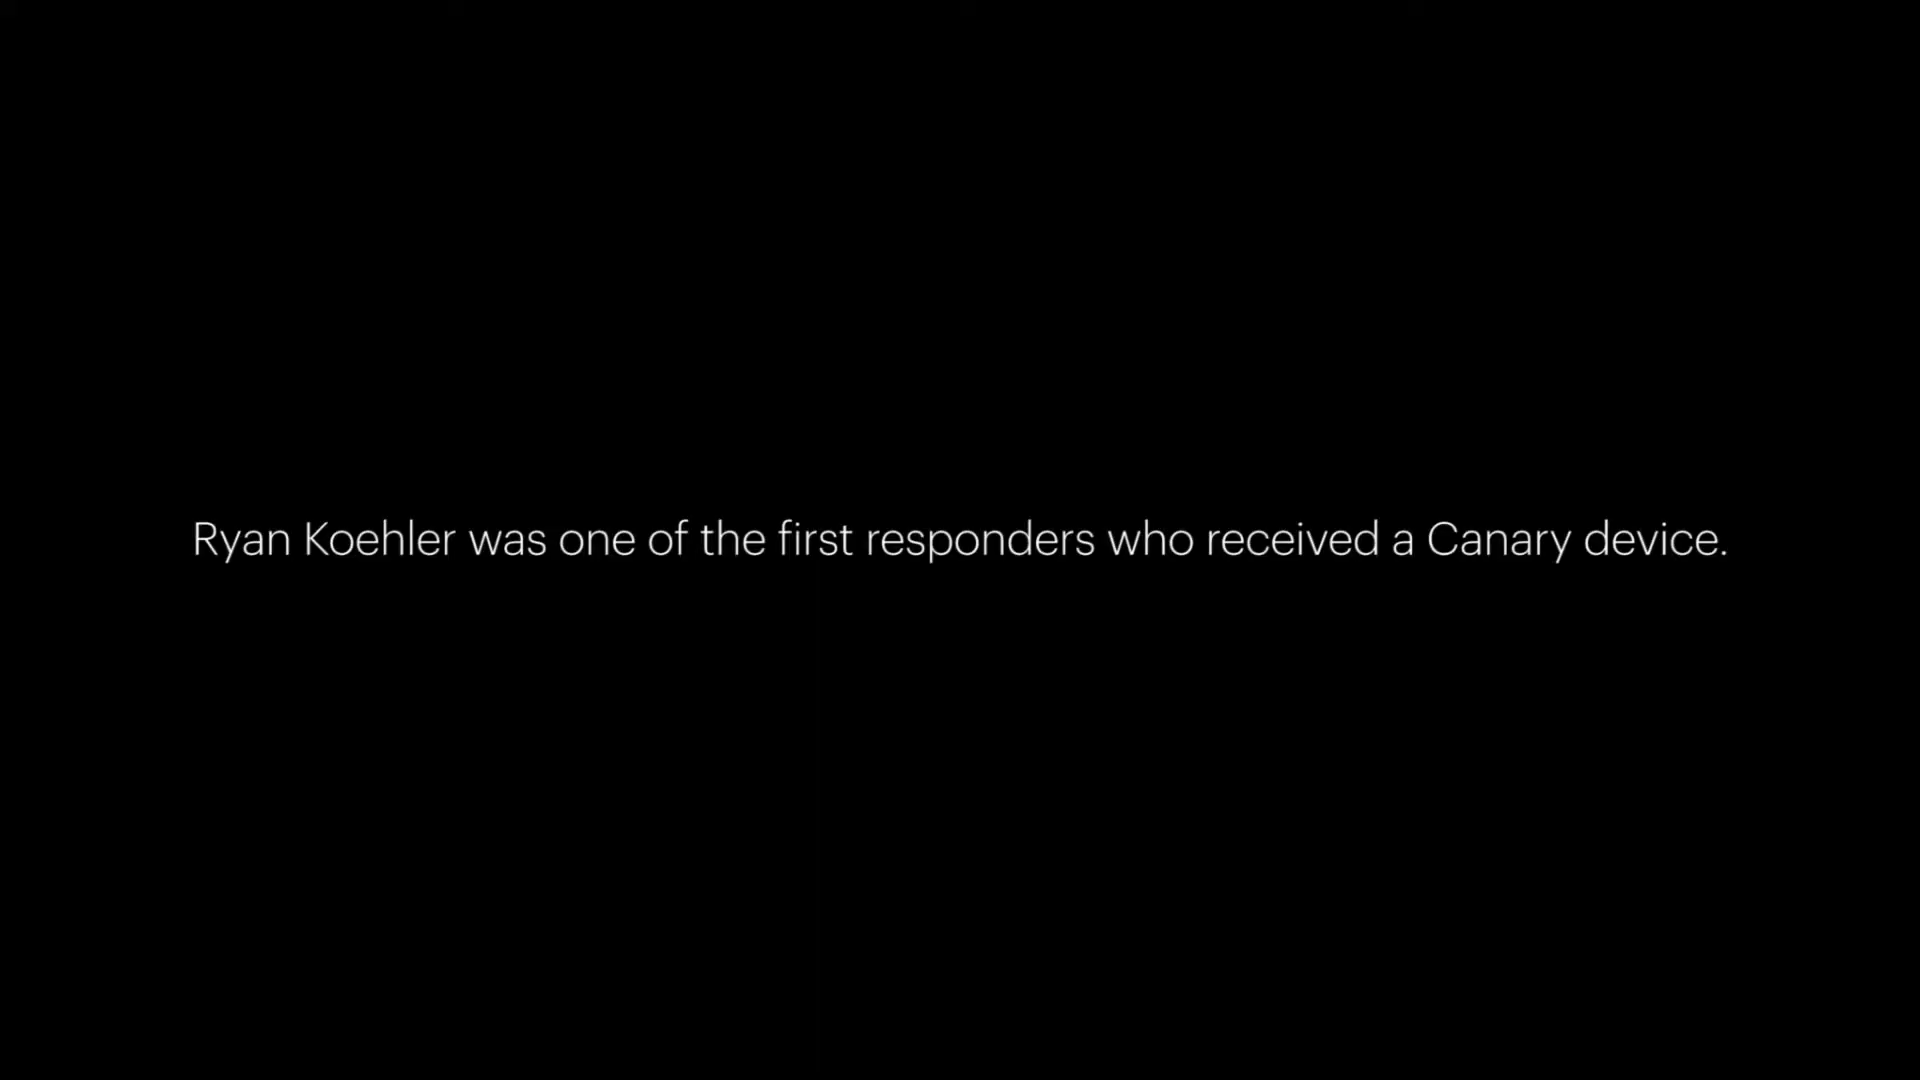 Ryan Koehler was one of the first responders who received a Canary device.